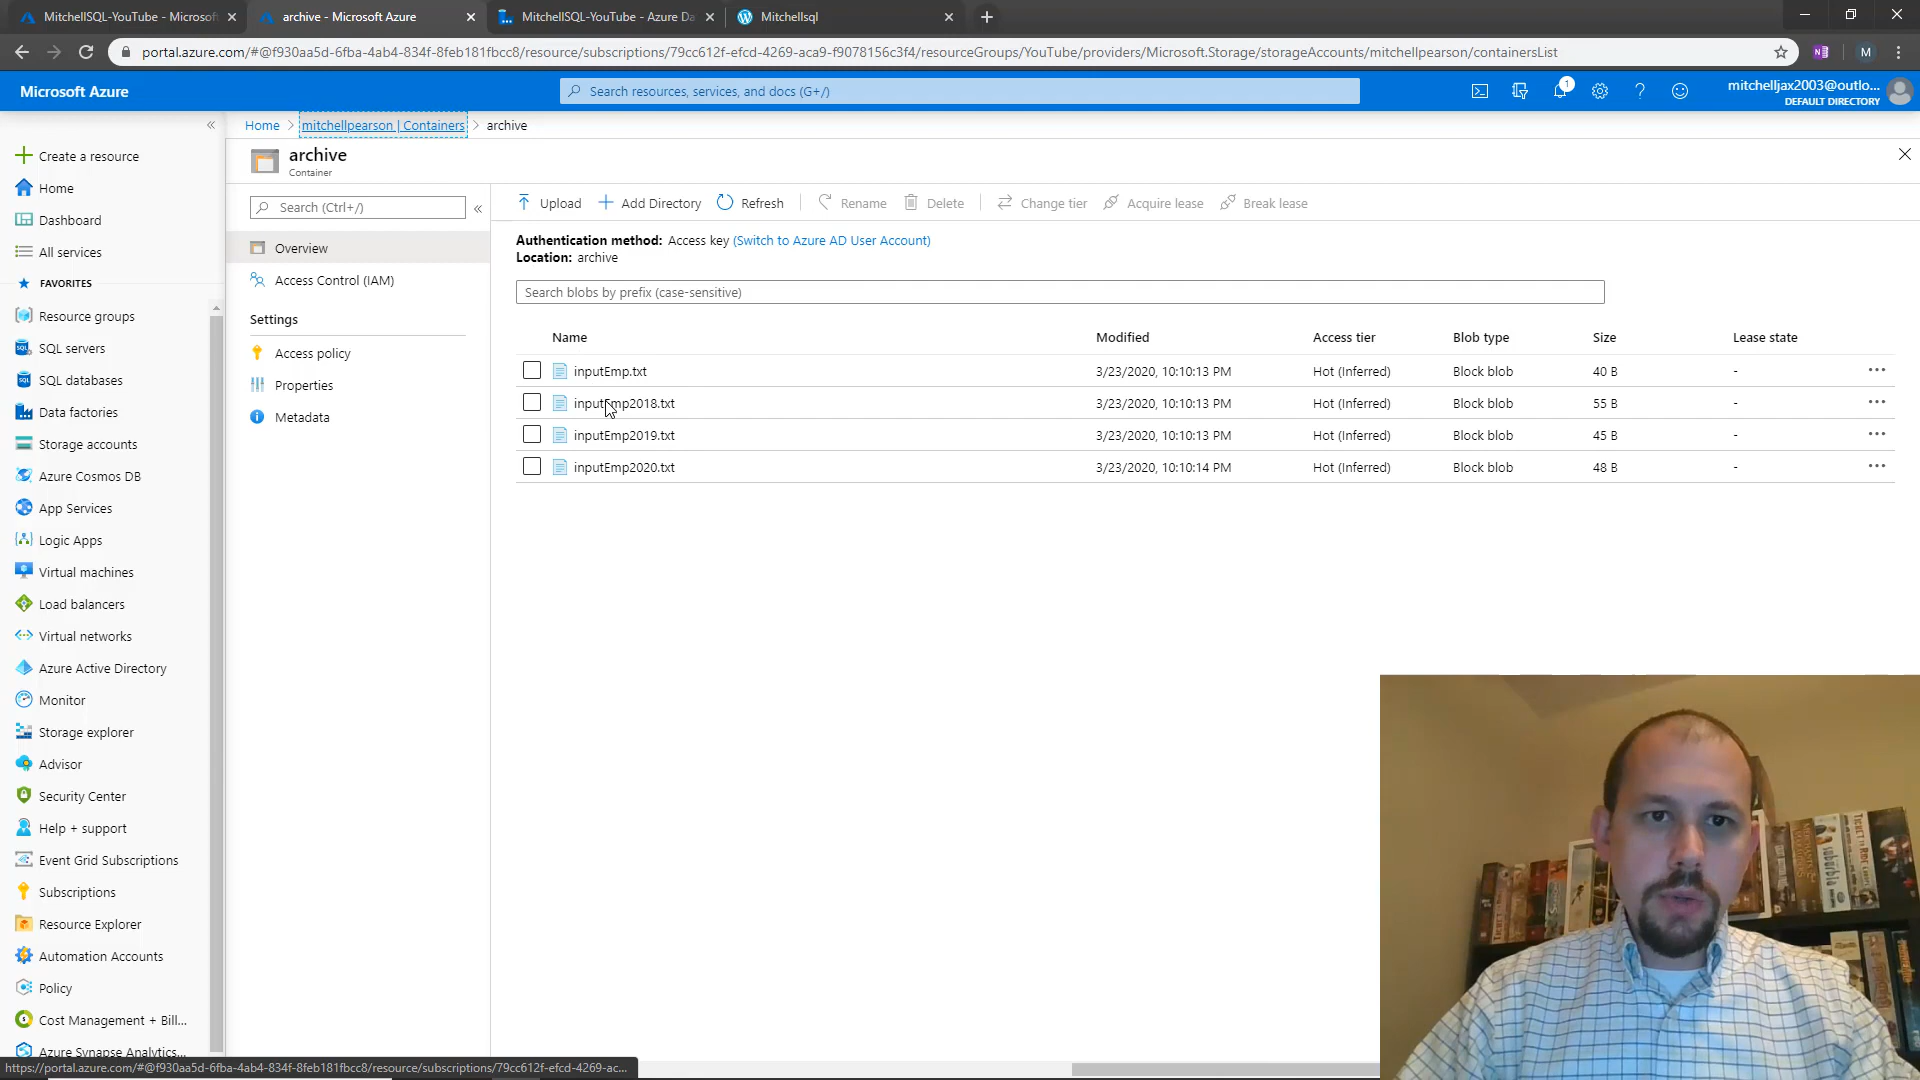 MitchellSQL-YouTube - Microsoft
archive - Microsoft Azure
MitchellSQL-YouTube - Azure Da
Mitchellsql
portal.azure.com/#@f930aa5d-6fba-4ab4-834f-8feb181fbcc8/resource/subscriptions/79cc612f-efcd-4269-aca9-f9078156c3f4/resourceGroups/YouTube/providers/Microsoft.Storage/storageAccounts/mitchellpearson/containersList
M
Microsoft Azure
Search resources, services, and docs (G+/)
1
mitchelljax2003@outlo...
DEFAULT DIRECTORY
Home > mitchellpearson | Containers > archive
archive
Container
Create a resource
Home
Dashboard
All services
FAVORITES
Resource groups
SQL servers
SQL databases
Data factories
Storage accounts
Azure Cosmos DB
App Services
Logic Apps
Virtual machines
Load balancers
Virtual networks
Azure Active Directory
Monitor
Storage explorer
Advisor
Security Center
Help + support
Event Grid Subscriptions
Subscriptions
Resource Explorer
Automation Accounts
Policy
Cost Management + Bill...
Azure Synapse Analytics...
Search (Ctrl+/)
Overview
Access Control (IAM)
Settings
Access policy
Properties
Metadata
Upload Add Directory Refresh Rename Delete Change tier Acquire lease Break lease
Authentication method: Access key (Switch to Azure AD User Account)
Location: archive
Search blobs by prefix (case-sensitive)
Name Modified Access tier Blob type Size Lease state
inputEmp.txt 3/23/2020, 10:10:13 PM Hot (Inferred) Block blob 40 B -
inputEmp2018.txt 3/23/2020, 10:10:13 PM Hot (Inferred) Block blob 55 B -
inputEmp2019.txt 3/23/2020, 10:10:13 PM Hot (Inferred) Block blob 45 B -
inputEmp2020.txt 3/23/2020, 10:10:14 PM Hot (Inferred) Block blob 48 B -
suburbia
https://portal.azure.com/#@f930aa5d-6fba-4ab4-834f-8feb181fbcc8/resource/subscriptions/79cc612f-efcd-4269-ac...